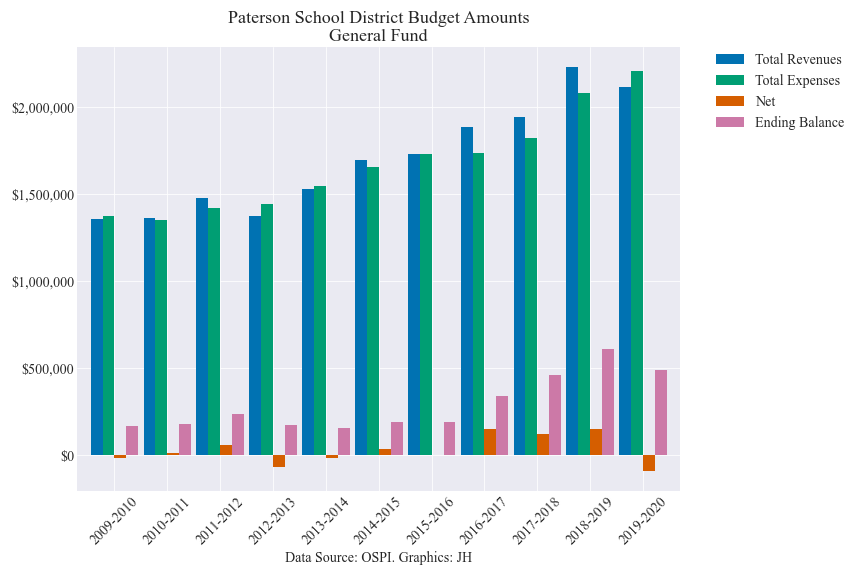 Paterson School District Budget Amounts
General Fund
Total Revenues
Total Expenses
Net
Ending Balance
$2,000,000
$1,500,000
$1,000,000
$500,000
$0
2009-2010
2010-2011
2011-2012
2012-2013
2013-2014
2014-2015
2015-2016
2016-2017
2017-2018
2018-2019
2019-2020
Data Source: OSPI. Graphics: JH